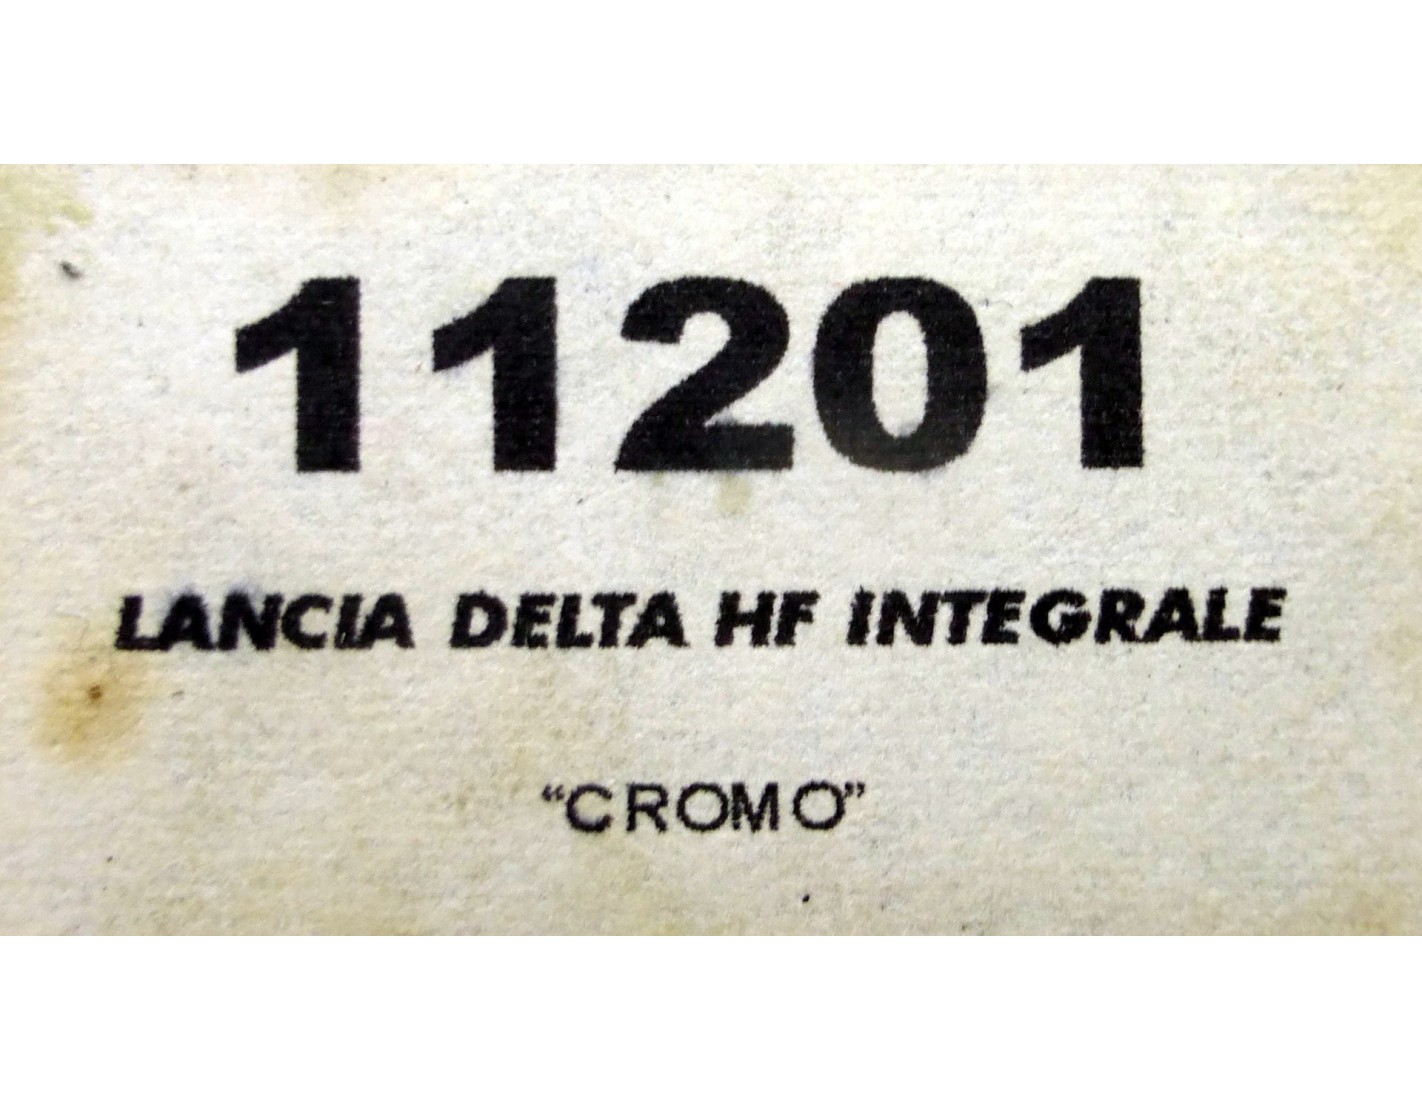 11201
LANCIA DELTA HF INTEGRALE
“CROMO”